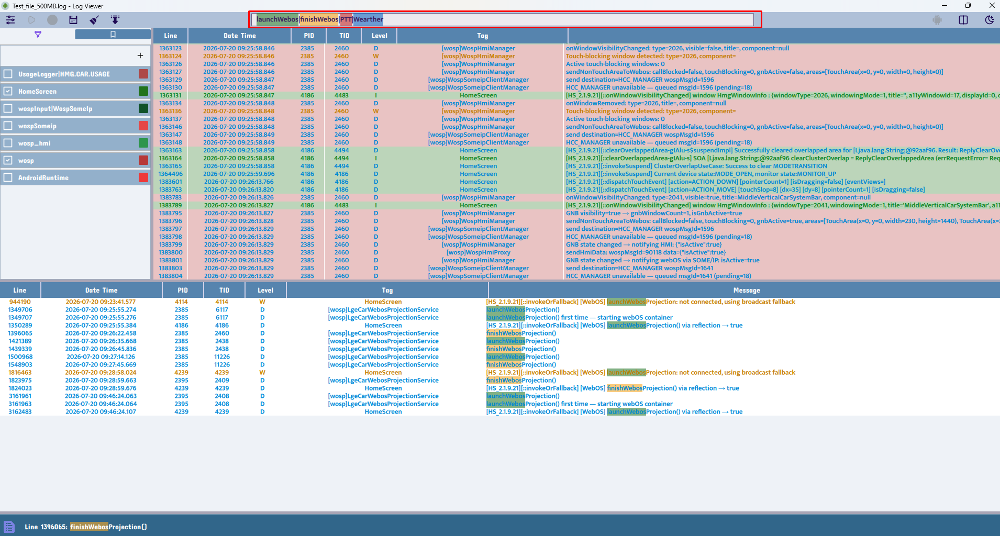 Test_file_500MB.log - Log Viewer
launchWebos|finishWebos|PTT|Wearther
Line Date Time PID TID Level Tag
1363123 2026-07-20 09:25:58.846 2385 2460 D [wosp]WospHmiManager onWindowVisibilityChanged: type=2026, visible=false, title=, component=null
1363124 2026-07-20 09:25:58.846 2385 2460 W [wosp]WospHmiManager Touch-blocking window detected: type=2026, component=
1363126 2026-07-20 09:25:58.846 2385 2460 D [wosp]WospHmiManager Active touch-blocking windows: 0
1363127 2026-07-20 09:25:58.846 2385 2460 D [wosp]WospHmiManager sendNonTouchAreaToWebos: callBlocked=false, touchBlocking=0, gnbActive=false, areas=[TouchArea(x=0, y=0, width=0, height=0)]
1363129 2026-07-20 09:25:58.847 2385 2460 D [wosp]WospSomeipClientManager send destination=HCC_MANAGER wospMsgId=1596
1363130 2026-07-20 09:25:58.847 2385 2460 D [wosp]WospSomeipClientManager HCC_MANAGER unavailable — queued msgId=1596 (pending=18)
1363131 2026-07-20 09:25:58.847 4186 4483 I HomeScreen [HS_2.1.9.21][::onWindowVisibilityChanged] window HmgWindowInfo : {windowType=2026, windowingMode=1, title='', a11yWindowId=17, displayId=0, c
1363134 2026-07-20 09:25:58.848 2385 2460 D [wosp]WospHmiManager onWindowRemoved: type=2026, title=, component=null
1363136 2026-07-20 09:25:58.848 2385 2460 W [wosp]WospHmiManager Touch-blocking window detected: type=2026, component=
1363137 2026-07-20 09:25:58.848 2385 2460 D [wosp]WospHmiManager Active touch-blocking windows: 0
1363146 2026-07-20 09:25:58.848 2385 2460 D [wosp]WospHmiManager sendNonTouchAreaToWebos: callBlocked=false, touchBlocking=0, gnbActive=false, areas=[TouchArea(x=0, y=0, width=0, height=0)]
1363147 2026-07-20 09:25:58.849 2385 2460 D [wosp]WospSomeipClientManager send destination=HCC_MANAGER wospMsgId=1596
1363148 2026-07-20 09:25:58.849 2385 2460 D [wosp]WospSomeipClientManager HCC_MANAGER unavailable — queued msgId=1596 (pending=18)
1363163 2026-07-20 09:25:58.858 4186 4494 D HomeScreen [HS_2.1.9.21][::clearOverlappedArea-gIAlu-s$suspendImpl] Successfully cleared overlapped area for [Ljava.lang.String;@92aaf96. Result: ReplyClearOve
1363164 2026-07-20 09:25:58.858 4186 4494 I HomeScreen [HS_2.1.9.21][::clearOverlappedArea-gIAlu-s] SOA [Ljava.lang.String;@92aaf96 clearClusterOverlap = ReplyClearOverlappedArea (errRequestError= Req
1363165 2026-07-20 09:25:58.858 4186 4494 D HomeScreen [HS_2.1.9.21][::invokeSuspend] ClusterOverlapUseCase: Success to clear MODETRANSITION
1364496 2026-07-20 09:25:59.696 4186 4186 D HomeScreen [HS_2.1.9.21][::invokeSuspend] Current device state:MODE_OPEN, monitor state:MONITOR_UP
1383601 2026-07-20 09:26:13.766 4186 4186 D HomeScreen [HS_2.1.9.21][::dispatchTouchEvent] [action=ACTION_DOWN] [pointerCount=1] [isDragging=false] [eventViews=]
1383763 2026-07-20 09:26:13.820 4186 4186 D HomeScreen [HS_2.1.9.21][::dispatchTouchEvent] [action=ACTION_MOVE] [touchSlop=8] [dx=35] [dy=8] [pointerCount=1] [isDragging=false]
1383783 2026-07-20 09:26:13.826 2385 2460 D [wosp]WospHmiManager onWindowVisibilityChanged: type=2041, visible=true, title=MiddleVerticalCarSystemBar, component=null
1383789 2026-07-20 09:26:13.827 4186 4483 I HomeScreen [HS_2.1.9.21][::onWindowVisibilityChanged] window HmgWindowInfo : {windowType=2041, windowingMode=1, title='MiddleVerticalCarSystemBar', a11
1383795 2026-07-20 09:26:13.827 2385 2460 D [wosp]WospHmiManager GNB visibility=true → gnbWindowCount=1, isGnbActive=true
1383796 2026-07-20 09:26:13.828 2385 2460 D [wosp]WospHmiManager sendNonTouchAreaToWebos: callBlocked=false, touchBlocking=0, gnbActive=true, areas=[TouchArea(x=0, y=0, width=230, height=1440), TouchArea(x=3
1383797 2026-07-20 09:26:13.829 2385 2460 D [wosp]WospSomeipClientManager send destination=HCC_MANAGER wospMsgId=1596
1383798 2026-07-20 09:26:13.829 2385 2460 D [wosp]WospSomeipClientManager HCC_MANAGER unavailable — queued msgId=1596 (pending=18)
1383799 2026-07-20 09:26:13.829 2385 2460 D [wosp]WospHmiManager GNB state changed → notifying HMI: {"isActive":true}
1383800 2026-07-20 09:26:13.829 2385 2460 D [wosp]WospHmiProxy sendHmiData: wospMsgId=90118 data={"isActive":true}
1383801 2026-07-20 09:26:13.829 2385 2460 D [wosp]WospHmiManager GNB state changed → notifying webOS via SOME/IP: isActive=true
1383803 2026-07-20 09:26:13.829 2385 2460 D [wosp]WospSomeipClientManager send destination=HCC_MANAGER wospMsgId=1641
1383804 2026-07-20 09:26:13.829 2385 2460 D [wosp]WospSomeipClientManager HCC_MANAGER unavailable — queued msgId=1641 (pending=18)
UsageLogger|HMG.CAR.USAGE
HomeScreen
wospInput|WospSomeIp
wospSomeip
wosp_hmi
wosp
AndroidRuntime
Line Date Time PID TID Level Tag Message
944190 2026-07-20 09:23:41.577 4114 4114 W HomeScreen [HS_2.1.9.21][::invokeOrFallback] [WebOS] launchWebosProjection: not connected, using broadcast fallback
1349706 2026-07-20 09:25:55.274 2385 6117 D [wosp]LgeCarWebosProjectionService launchWebosProjection()
1349707 2026-07-20 09:25:55.276 2385 6117 D [wosp]LgeCarWebosProjectionService launchWebosProjection() first time — starting webOS container
1350289 2026-07-20 09:25:55.384 4186 4186 D HomeScreen [HS_2.1.9.21][::invokeOrFallback] [WebOS] launchWebosProjection() via reflection → true
1396065 2026-07-20 09:26:22.458 2385 2460 D [wosp]LgeCarWebosProjectionService finishWebosProjection()
1421389 2026-07-20 09:26:35.668 2385 2438 D [wosp]LgeCarWebosProjectionService launchWebosProjection()
1439339 2026-07-20 09:26:45.836 2385 2438 D [wosp]LgeCarWebosProjectionService finishWebosProjection()
1500968 2026-07-20 09:27:14.126 2385 11226 D [wosp]LgeCarWebosProjectionService launchWebosProjection()
1548903 2026-07-20 09:27:45.669 2385 11226 D [wosp]LgeCarWebosProjectionService finishWebosProjection()
1816463 2026-07-20 09:28:58.024 4239 4239 W HomeScreen [HS_2.1.9.21][::invokeOrFallback] [WebOS] launchWebosProjection: not connected, using broadcast fallback
1823975 2026-07-20 09:28:59.663 2395 2409 D [wosp]LgeCarWebosProjectionService finishWebosProjection()
1824023 2026-07-20 09:28:59.676 4239 4239 D HomeScreen [HS_2.1.9.21][::invokeOrFallback] [WebOS] finishWebosProjection() via reflection → true
3161961 2026-07-20 09:46:24.063 2395 2408 D [wosp]LgeCarWebosProjectionService launchWebosProjection()
3161963 2026-07-20 09:46:24.064 2395 2408 D [wosp]LgeCarWebosProjectionService launchWebosProjection() first time — starting webOS container
3162483 2026-07-20 09:46:24.107 4239 4239 D HomeScreen [HS_2.1.9.21][::invokeOrFallback] [WebOS] launchWebosProjection() via reflection → true
Line 1396065: finishWebosProjection()